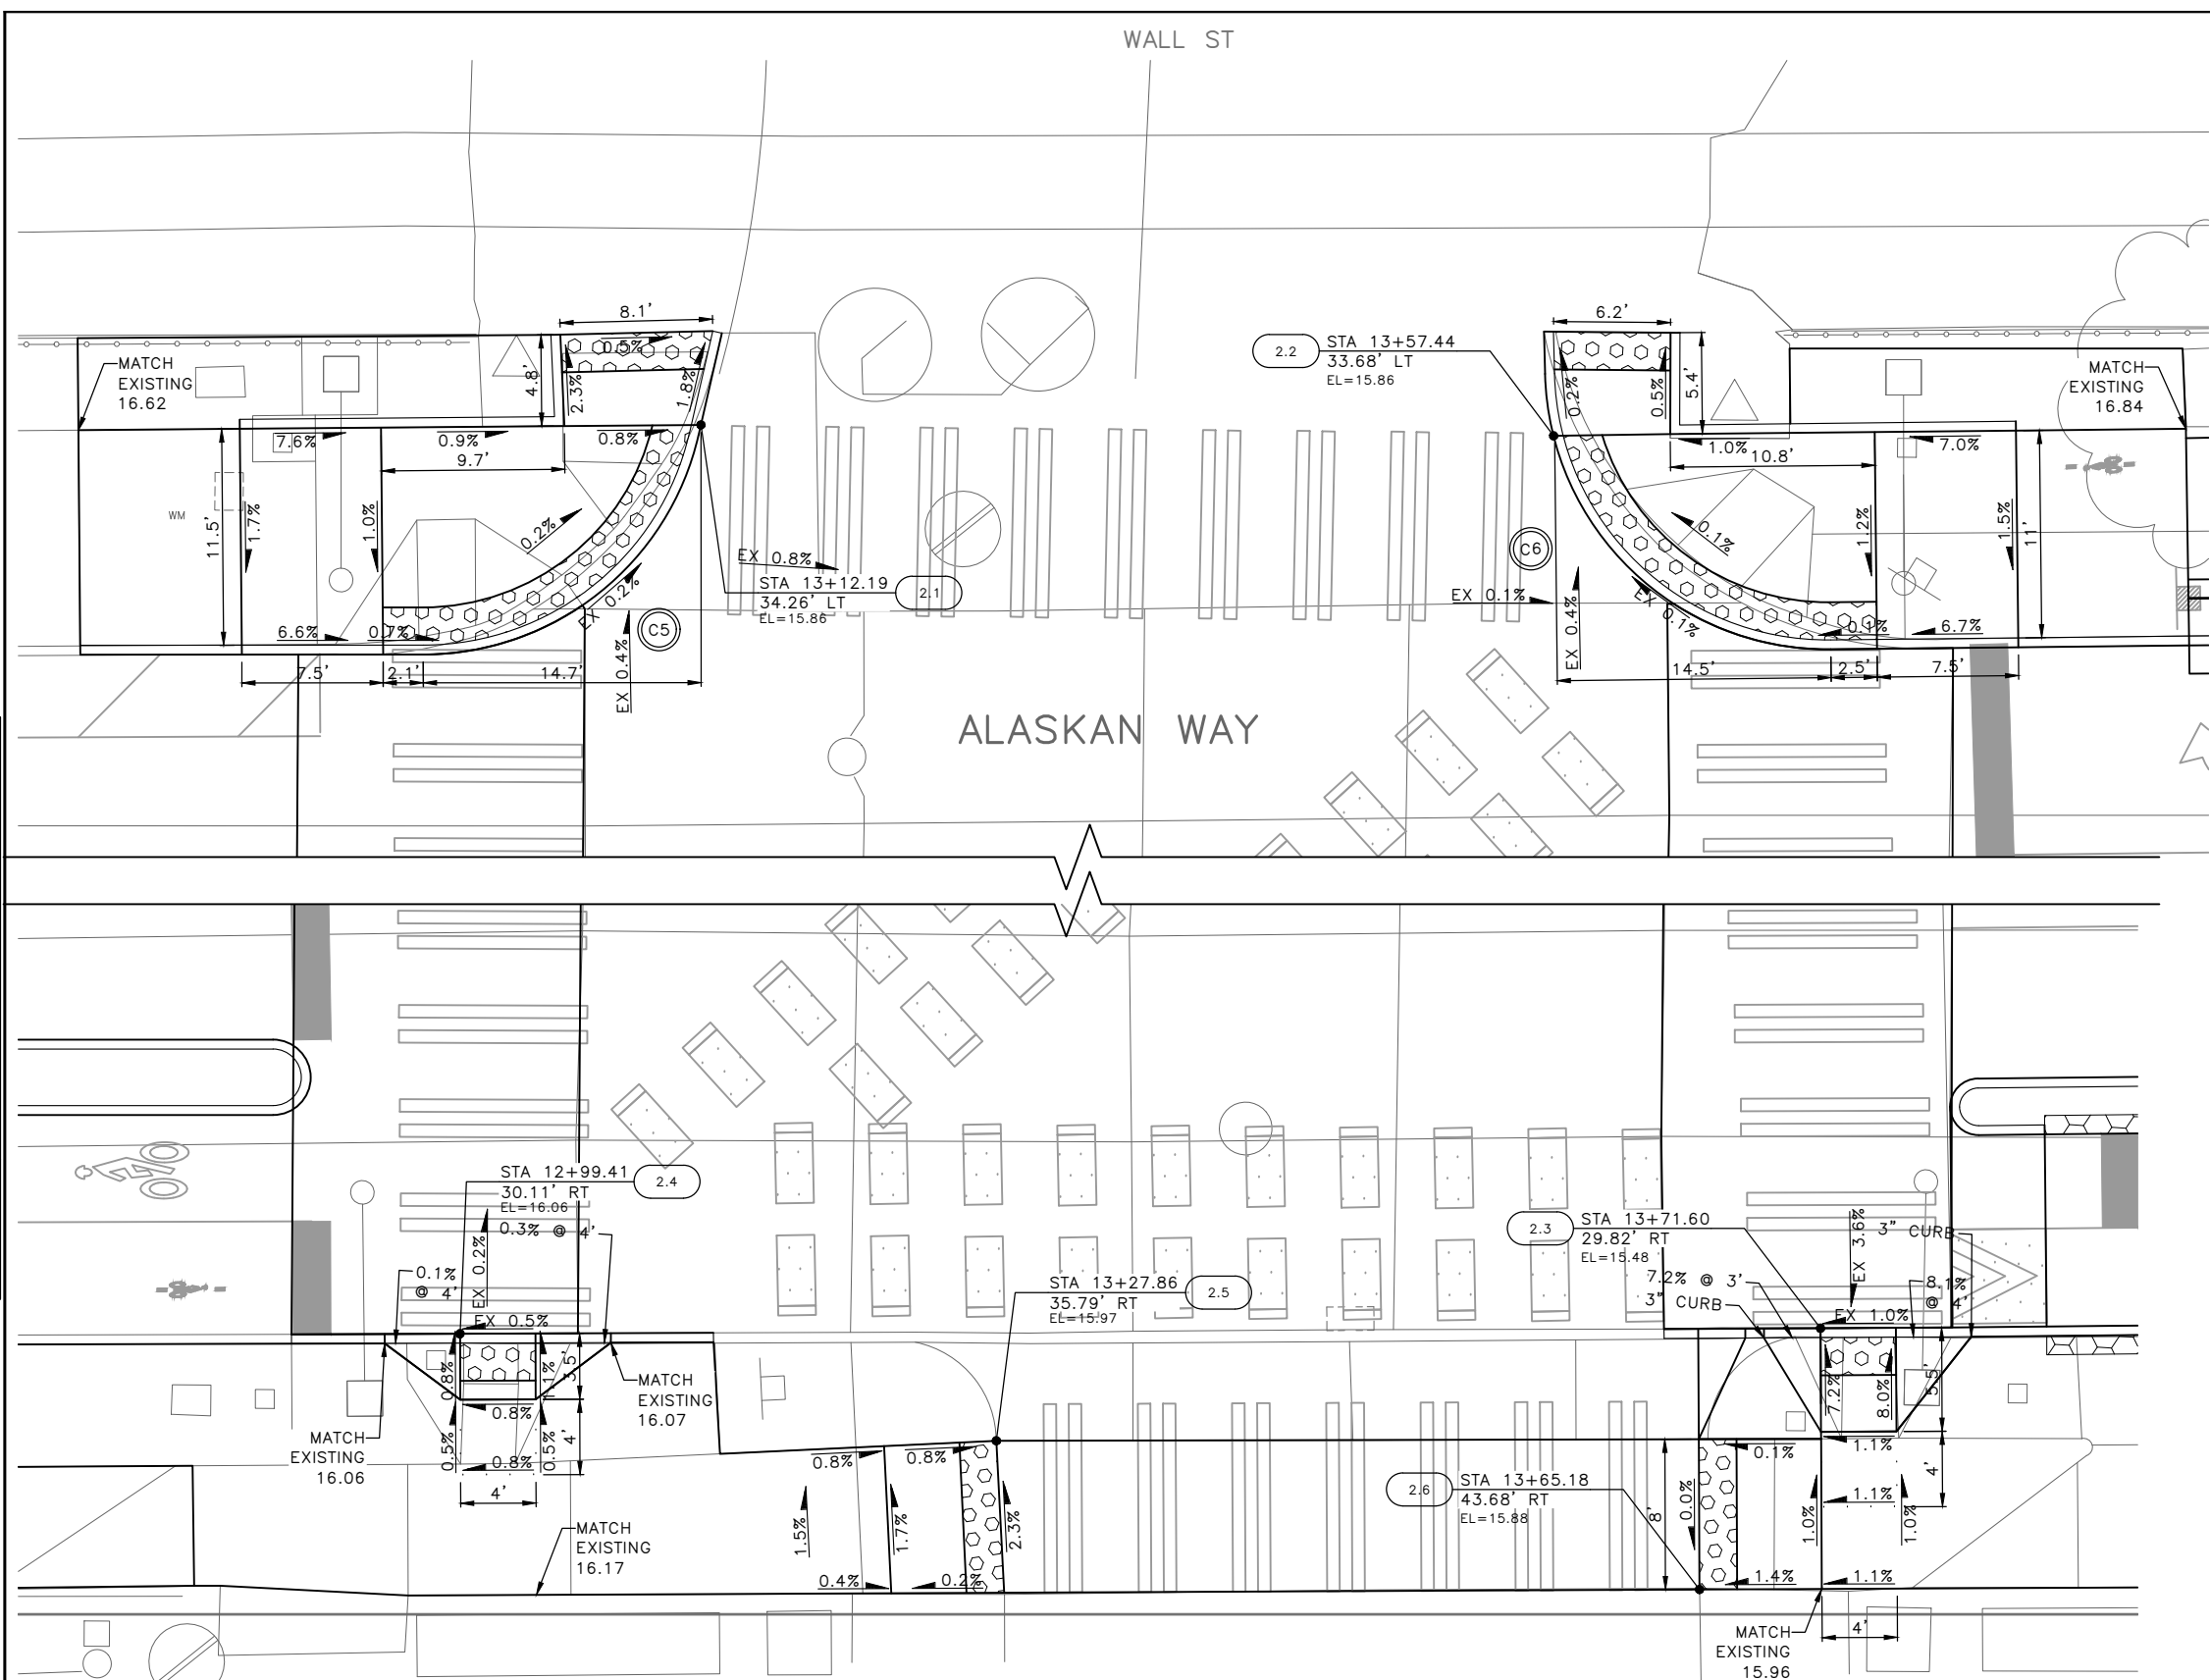 WALL ST
8.1'
0.5%
4.8'
2.3%
1.8%
MATCH
EXISTING
16.62
7.6%
0.9%
0.8%
9.7'
WM
11.5'
1.7%
1.0%
0.2%
EX 0.2%
6.6%
0.7%
7.5'
2.1'
14.7'
EX 0.4%
C5
EX 0.8%
STA 13+12.19
34.26' LT
EL=15.86
2.1
2.2
STA 13+57.44
33.68' LT
EL=15.86
6.2'
0.2%
0.5%
5.4'
MATCH
EXISTING
16.84
1.0%
10.8'
7.0%
C6
0.1%
1.2%
1.5%
11'
EX 0.1%
EX 0.4%
EX 0.1%
0.1%
6.7%
14.5'
2.5'
7.5'
ALASKAN WAY
STA 12+99.41
30.11' RT
EL=16.06
2.4
0.3% @ 4'
EX 0.2%
0.1%
@ 4'
EX 0.5%
0.8%
1.1%
3.5'
0.8%
0.5%
0.5%
4'
0.8%
4'
MATCH
EXISTING
16.07
MATCH
EXISTING
16.06
MATCH
EXISTING
16.17
STA 13+27.86
35.79' RT
EL=15.97
2.5
0.8%
0.8%
1.5%
1.7%
2.3%
0.4%
0.2%
2.3
STA 13+71.60
29.82' RT
EL=15.48
EX 3.6%
3" CURB
7.2% @ 3'
3" CURB
8.1%
@ 4'
EX 1.0%
7.2%
8.0%
5.5'
1.1%
0.1%
2.6
STA 13+65.18
43.68' RT
EL=15.88
8'
0.0%
1.0%
1.1%
1.0%
4'
1.4%
1.1%
4'
MATCH
EXISTING
15.96